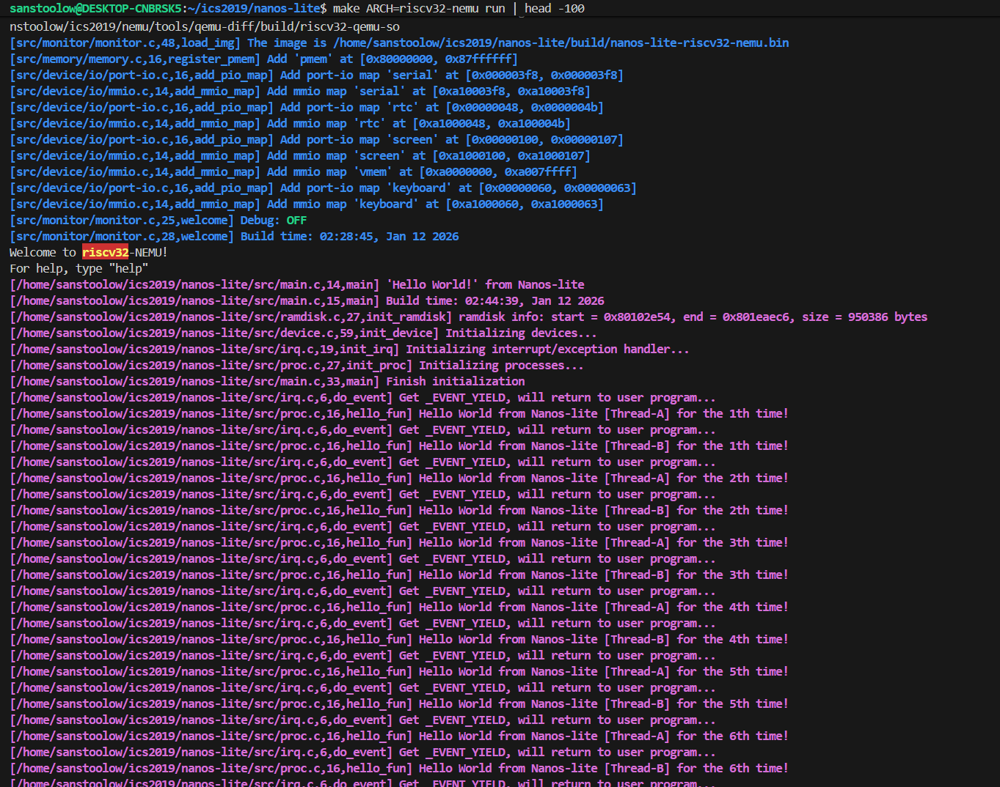 sanstoolow@DESKTOP-CNBRSK5:~/ics2019/nanos-lite$ make ARCH=riscv32-nemu run | head -100
nstoolow/ics2019/nemu/tools/qemu-diff/build/riscv32-qemu-so
[src/monitor/monitor.c,48,load_img] The image is /home/sanstoolow/ics2019/nanos-lite/build/nanos-lite-riscv32-nemu.bin
[src/memory/memory.c,16,register_pmem] Add 'pmem' at [0x80000000, 0x87ffffff]
[src/device/io/port-io.c,16,add_pio_map] Add port-io map 'serial' at [0x000003f8, 0x000003f8]
[src/device/io/mmio.c,14,add_mmio_map] Add mmio map 'serial' at [0xa10003f8, 0xa10003f8]
[src/device/io/port-io.c,16,add_pio_map] Add port-io map 'rtc' at [0x00000048, 0x0000004b]
[src/device/io/mmio.c,14,add_mmio_map] Add mmio map 'rtc' at [0xa1000048, 0xa100004b]
[src/device/io/port-io.c,16,add_pio_map] Add port-io map 'screen' at [0x00000100, 0x00000107]
[src/device/io/mmio.c,14,add_mmio_map] Add mmio map 'screen' at [0xa1000100, 0xa1000107]
[src/device/io/mmio.c,14,add_mmio_map] Add mmio map 'vmem' at [0xa0000000, 0xa007ffff]
[src/device/io/port-io.c,16,add_pio_map] Add port-io map 'keyboard' at [0x00000060, 0x00000063]
[src/device/io/mmio.c,14,add_mmio_map] Add mmio map 'keyboard' at [0xa1000060, 0xa1000063]
[src/monitor/monitor.c,25,welcome] Debug: OFF
[src/monitor/monitor.c,28,welcome] Build time: 02:28:45, Jan 12 2026
Welcome to riscv32-NEMU!
For help, type "help"
[/home/sanstoolow/ics2019/nanos-lite/src/main.c,14,main] 'Hello World!' from Nanos-lite
[/home/sanstoolow/ics2019/nanos-lite/src/main.c,15,main] Build time: 02:44:39, Jan 12 2026
[/home/sanstoolow/ics2019/nanos-lite/src/ramdisk.c,27,init_ramdisk] ramdisk info: start = 0x80102e54, end = 0x801eaec6, size = 950386 bytes
[/home/sanstoolow/ics2019/nanos-lite/src/device.c,59,init_device] Initializing devices...
[/home/sanstoolow/ics2019/nanos-lite/src/irq.c,19,init_irq] Initializing interrupt/exception handler...
[/home/sanstoolow/ics2019/nanos-lite/src/proc.c,27,init_proc] Initializing processes...
[/home/sanstoolow/ics2019/nanos-lite/src/main.c,33,main] Finish initialization
[/home/sanstoolow/ics2019/nanos-lite/src/irq.c,6,do_event] Get _EVENT_YIELD, will return to user program...
[/home/sanstoolow/ics2019/nanos-lite/src/proc.c,16,hello_fun] Hello World from Nanos-lite [Thread-A] for the 1th time!
[/home/sanstoolow/ics2019/nanos-lite/src/irq.c,6,do_event] Get _EVENT_YIELD, will return to user program...
[/home/sanstoolow/ics2019/nanos-lite/src/proc.c,16,hello_fun] Hello World from Nanos-lite [Thread-B] for the 1th time!
[/home/sanstoolow/ics2019/nanos-lite/src/irq.c,6,do_event] Get _EVENT_YIELD, will return to user program...
[/home/sanstoolow/ics2019/nanos-lite/src/proc.c,16,hello_fun] Hello World from Nanos-lite [Thread-A] for the 2th time!
[/home/sanstoolow/ics2019/nanos-lite/src/irq.c,6,do_event] Get _EVENT_YIELD, will return to user program...
[/home/sanstoolow/ics2019/nanos-lite/src/proc.c,16,hello_fun] Hello World from Nanos-lite [Thread-B] for the 2th time!
[/home/sanstoolow/ics2019/nanos-lite/src/irq.c,6,do_event] Get _EVENT_YIELD, will return to user program...
[/home/sanstoolow/ics2019/nanos-lite/src/proc.c,16,hello_fun] Hello World from Nanos-lite [Thread-A] for the 3th time!
[/home/sanstoolow/ics2019/nanos-lite/src/irq.c,6,do_event] Get _EVENT_YIELD, will return to user program...
[/home/sanstoolow/ics2019/nanos-lite/src/proc.c,16,hello_fun] Hello World from Nanos-lite [Thread-B] for the 3th time!
[/home/sanstoolow/ics2019/nanos-lite/src/irq.c,6,do_event] Get _EVENT_YIELD, will return to user program...
[/home/sanstoolow/ics2019/nanos-lite/src/proc.c,16,hello_fun] Hello World from Nanos-lite [Thread-A] for the 4th time!
[/home/sanstoolow/ics2019/nanos-lite/src/irq.c,6,do_event] Get _EVENT_YIELD, will return to user program...
[/home/sanstoolow/ics2019/nanos-lite/src/proc.c,16,hello_fun] Hello World from Nanos-lite [Thread-B] for the 4th time!
[/home/sanstoolow/ics2019/nanos-lite/src/irq.c,6,do_event] Get _EVENT_YIELD, will return to user program...
[/home/sanstoolow/ics2019/nanos-lite/src/proc.c,16,hello_fun] Hello World from Nanos-lite [Thread-A] for the 5th time!
[/home/sanstoolow/ics2019/nanos-lite/src/irq.c,6,do_event] Get _EVENT_YIELD, will return to user program...
[/home/sanstoolow/ics2019/nanos-lite/src/proc.c,16,hello_fun] Hello World from Nanos-lite [Thread-B] for the 5th time!
[/home/sanstoolow/ics2019/nanos-lite/src/irq.c,6,do_event] Get _EVENT_YIELD, will return to user program...
[/home/sanstoolow/ics2019/nanos-lite/src/proc.c,16,hello_fun] Hello World from Nanos-lite [Thread-A] for the 6th time!
[/home/sanstoolow/ics2019/nanos-lite/src/irq.c,6,do_event] Get _EVENT_YIELD, will return to user program...
[/home/sanstoolow/ics2019/nanos-lite/src/proc.c,16,hello_fun] Hello World from Nanos-lite [Thread-B] for the 6th time!
[/home/sanstoolow/ics2019/nanos-lite/src/irq.c,6,do_event] Get _EVENT_YIELD, will return to user program...